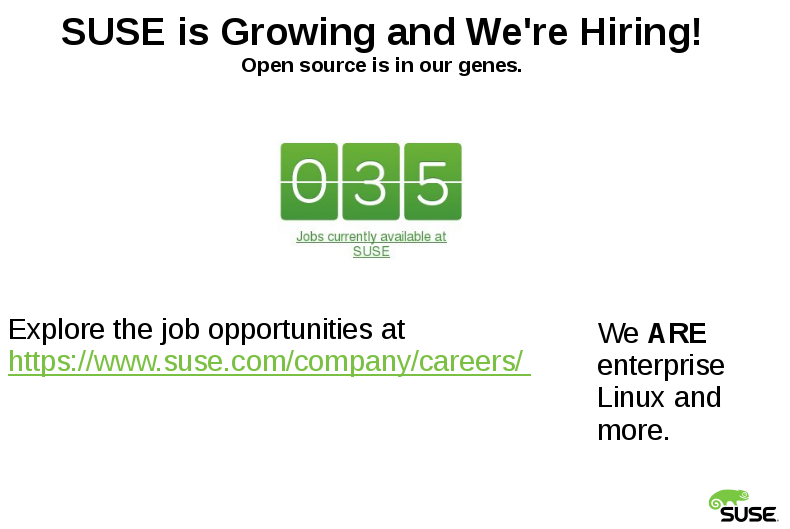 SUSE is Growing and We're Hiring!
Open source is in our genes.
035
Jobs currently available at
SUSE
Explore the job opportunities at
https://www.suse.com/company/careers/
We ARE
enterprise
Linux and
more.
SUSE